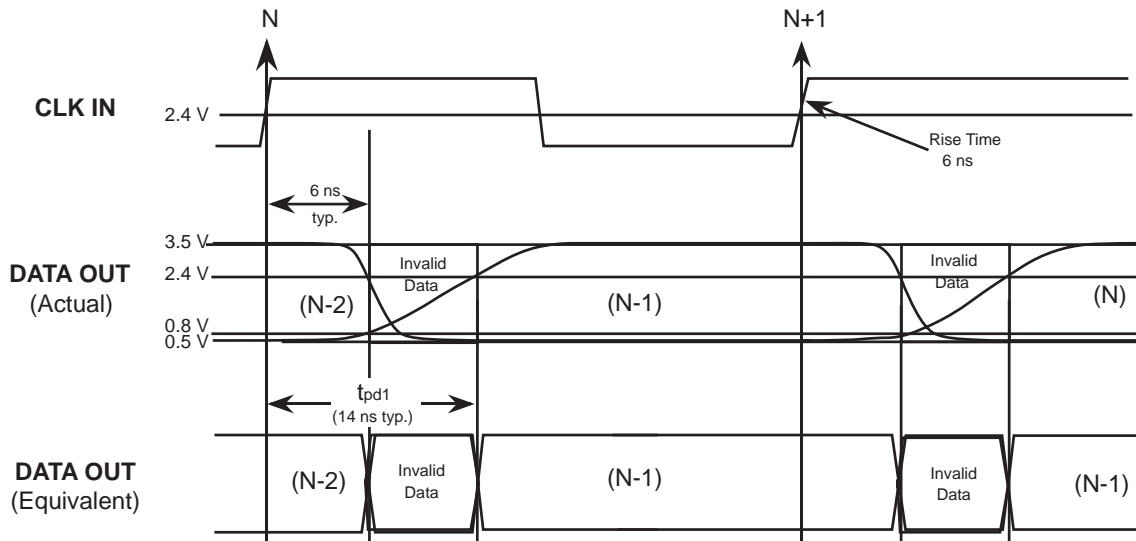 N
N+1
CLK IN
2.4 V
Rise Time
6 ns
6 ns
typ.
3.5 V
DATA OUT
(Actual)
2.4 V
Invalid
Data
Invalid
Data
(N-2)
(N-1)
(N)
0.8 V
0.5 V
tpd1
(14 ns typ.)
DATA OUT
(Equivalent)
(N-2)
Invalid
Data
(N-1)
Invalid
Data
(N-1)